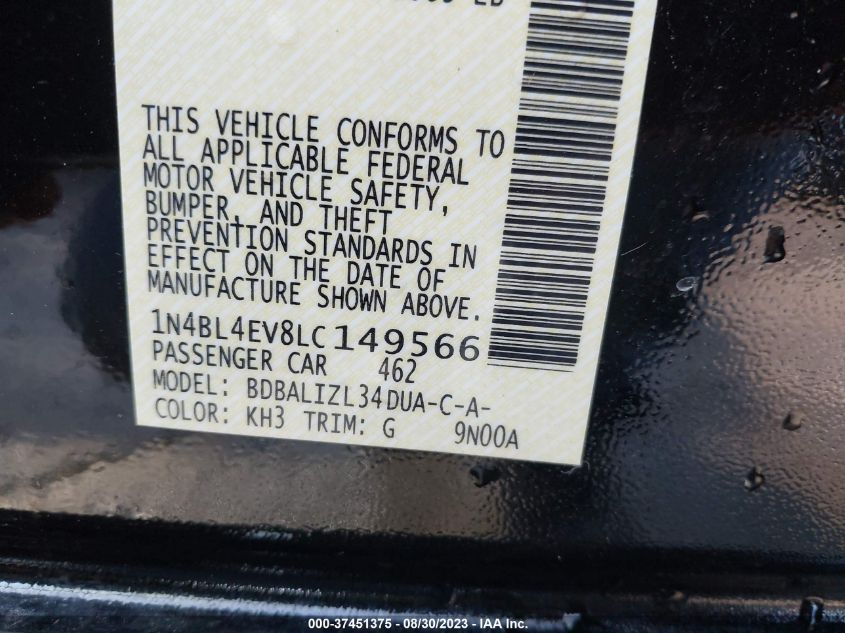 THIS VEHICLE CONFORMS TO
ALL APPLICABLE FEDERAL
MOTOR VEHICLE SAFETY,
BUMPER, AND THEFT
PREVENTION STANDARDS IN
EFFECT ON THE DATE OF
MANUFACTURE SHOWN ABOVE.
1N4BL4EV8LC149566
PASSENGER CAR 462
MODEL: BDBALIZL34DUA-C-A-
COLOR: KH3 TRIM: G 9N00A
000-37451375 - 08/30/2023 - IAA Inc.